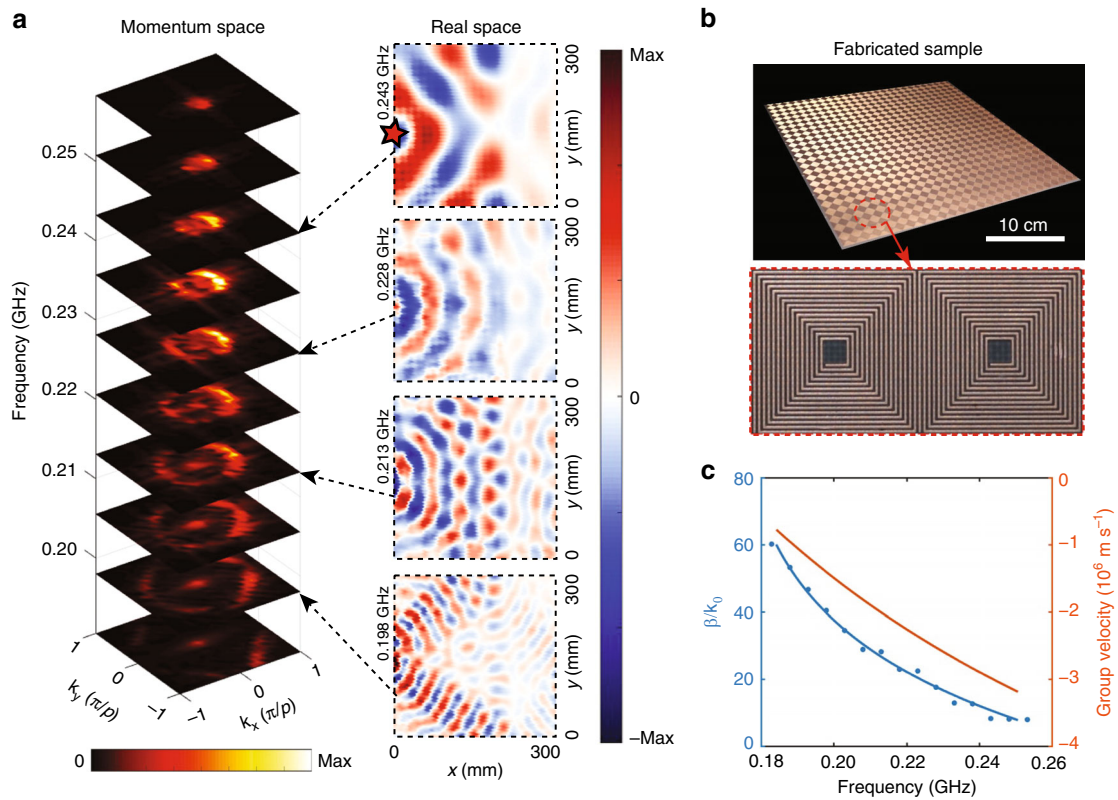 a
Momentum space
Real space
0.25
0.24
0.23
0.22
0.21
0.20
Frequency (GHz)
1
0
−1
k_y (π/p)
−1
0
1
k_x (π/p)
0
Max
0.243 GHz
300
y (mm)
0
0.228 GHz
300
y (mm)
0
0.213 GHz
300
y (mm)
0
0.198 GHz
300
y (mm)
0
0
300
x (mm)
Max
0
−Max
b
Fabricated sample
10 cm
c
80
60
40
20
0
β/k₀
0.18
0.20
0.22
0.24
0.26
Frequency (GHz)
0
−1
−2
−3
−4
Group velocity (10⁶ m s⁻¹)